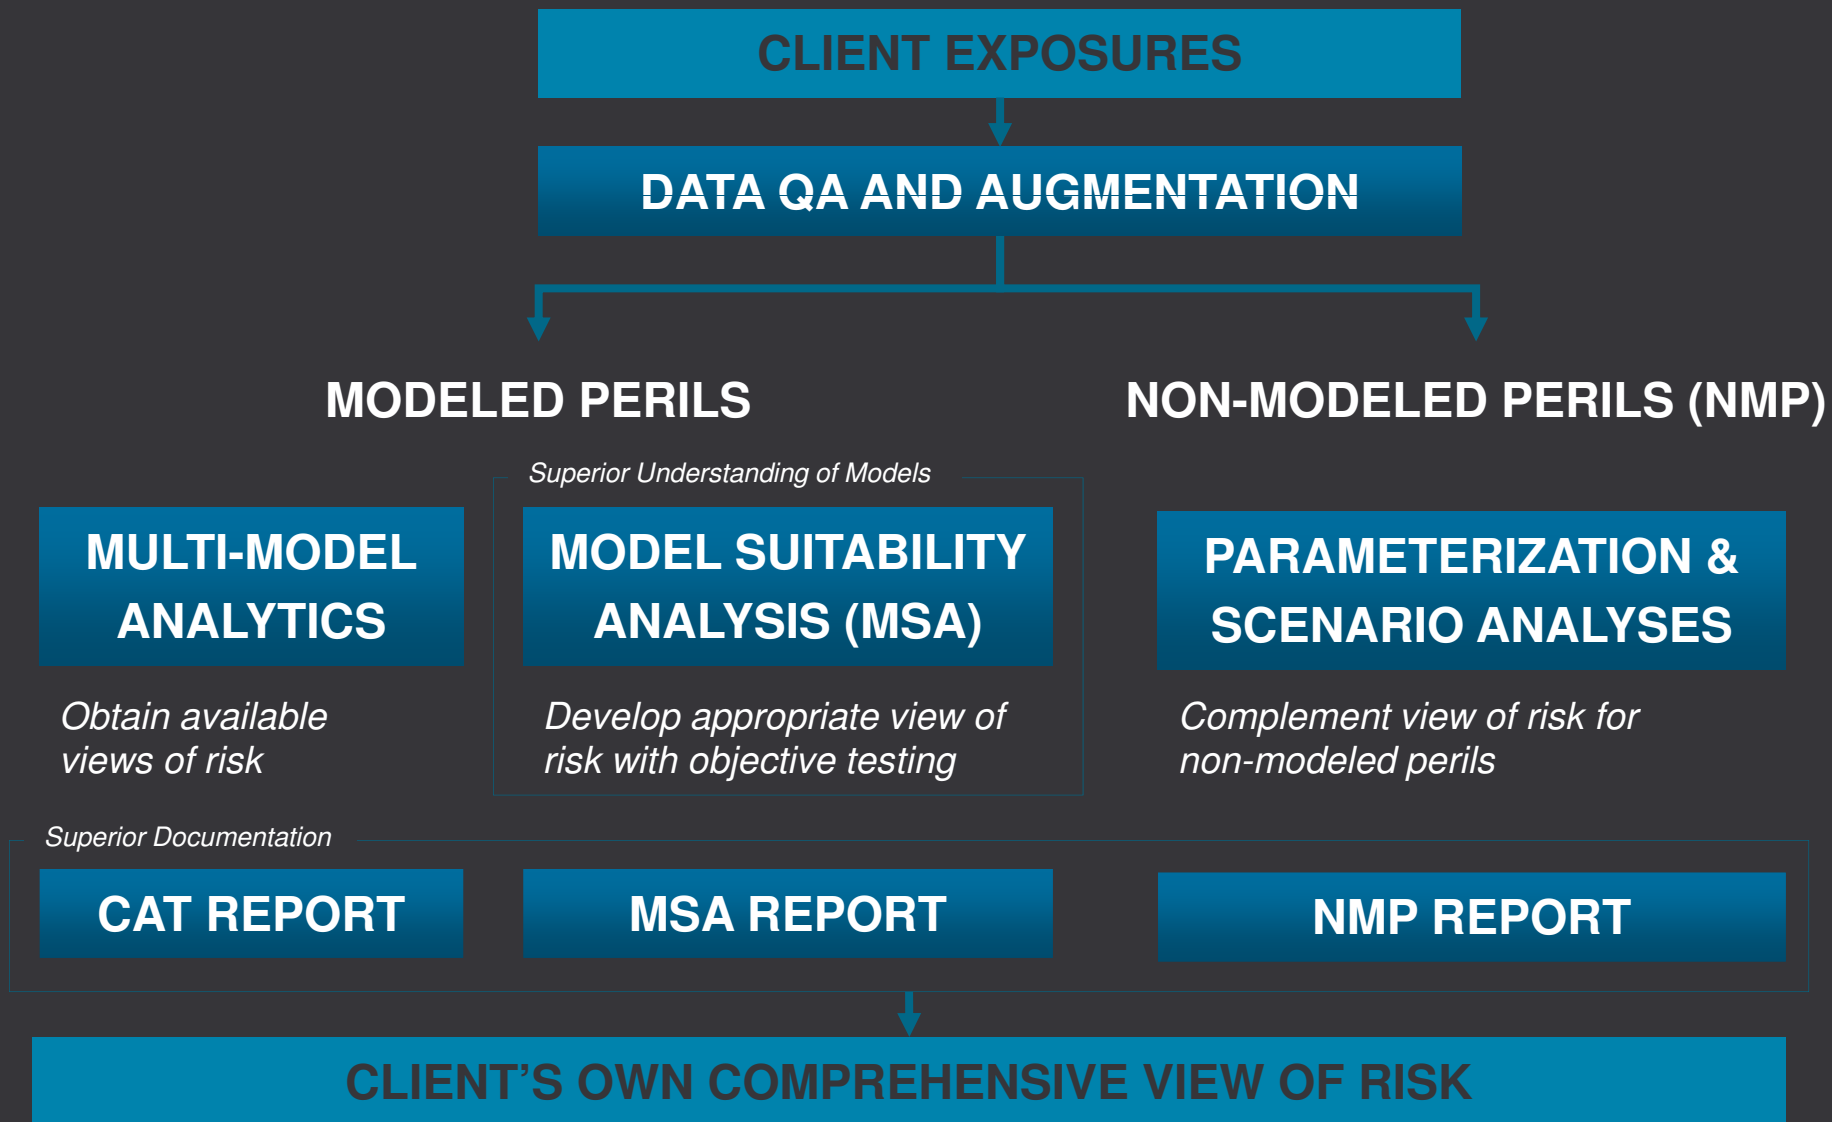 CLIENT EXPOSURES
DATA QA AND AUGMENTATION
MODELED PERILS
NON-MODELED PERILS (NMP)
Superior Understanding of Models
MULTI-MODEL
ANALYTICS
Obtain available
views of risk
MODEL SUITABILITY
ANALYSIS (MSA)
Develop appropriate view of
risk with objective testing
PARAMETERIZATION &
SCENARIO ANALYSES
Complement view of risk for
non-modeled perils
Superior Documentation
CAT REPORT
MSA REPORT
NMP REPORT
CLIENT’S OWN COMPREHENSIVE VIEW OF RISK